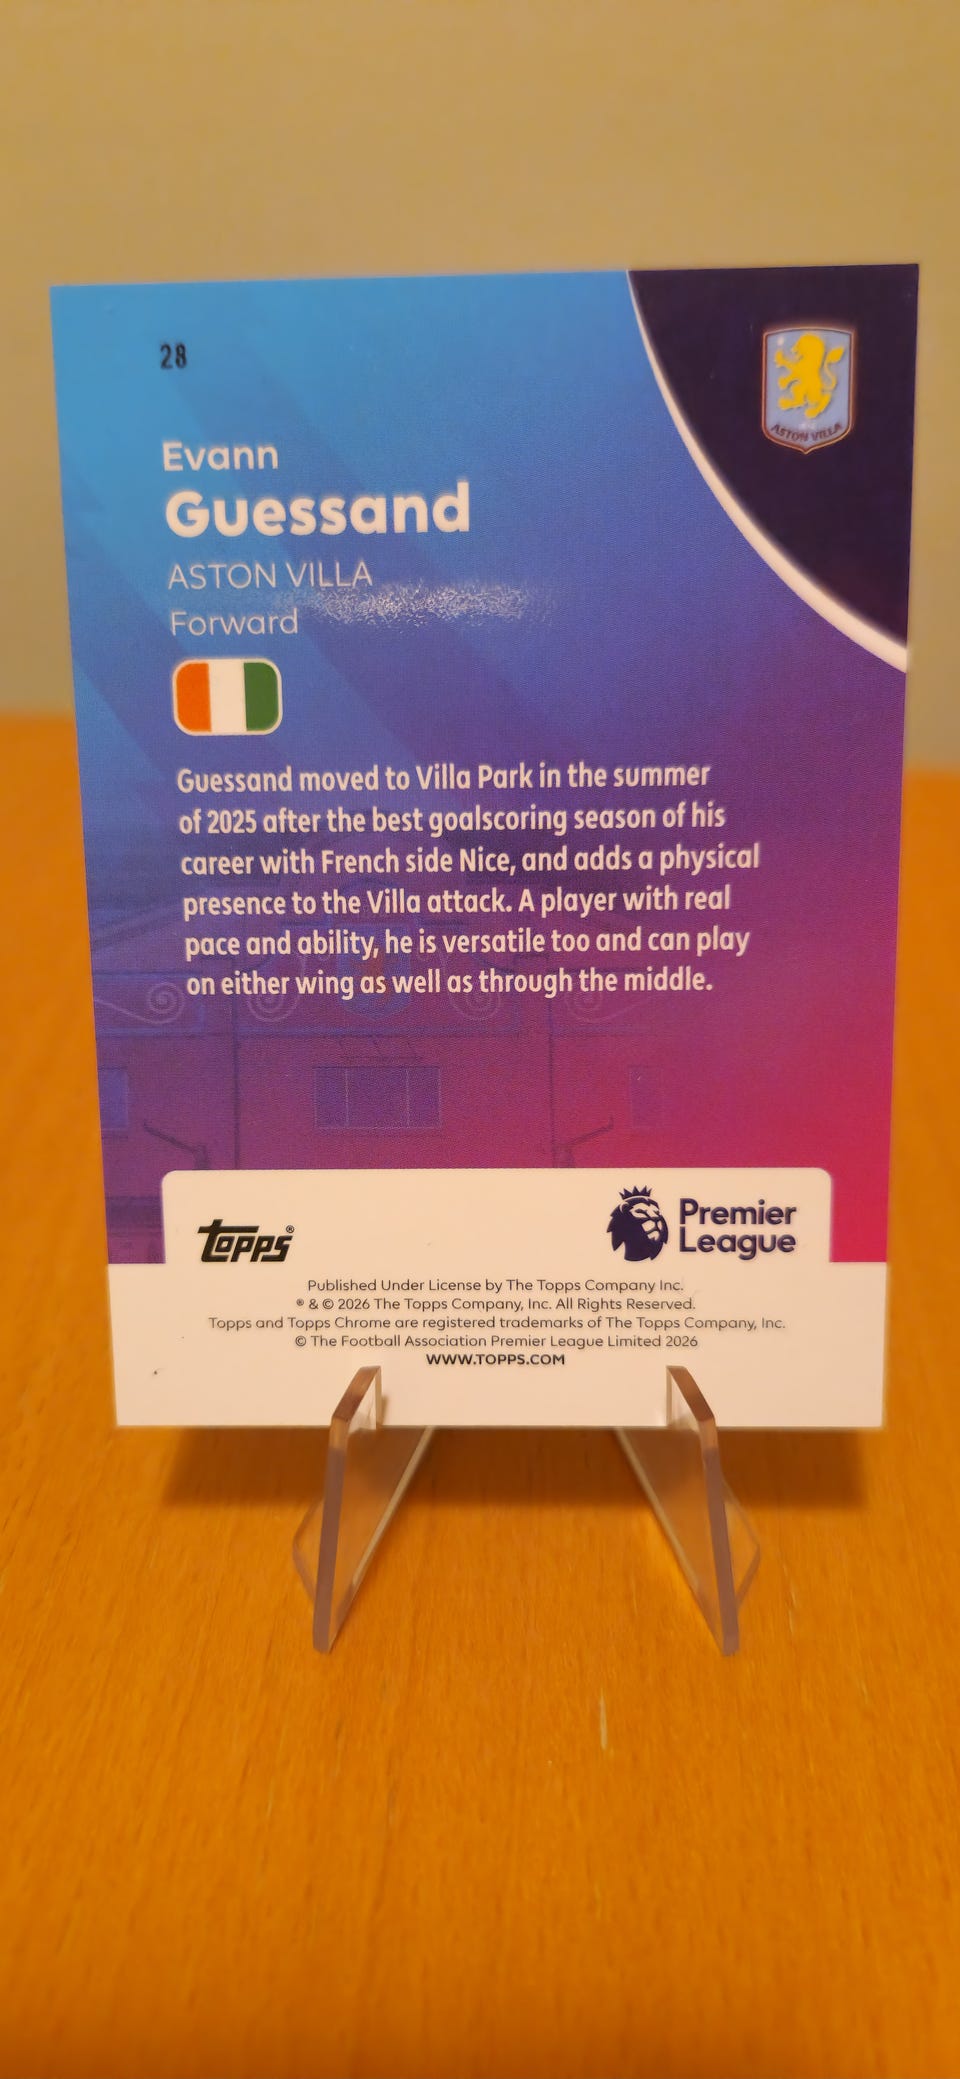 28
ASTON VILLA
Evann
Guessand
ASTON VILLA
Forward
Guessand moved to Villa Park in the summer
of 2025 after the best goalscoring season of his
career with French side Nice, and adds a physical
presence to the Villa attack. A player with real
pace and ability, he is versatile too and can play
on either wing as well as through the middle.
Topps®
Premier
League
Published Under License by The Topps Company Inc.
® & © 2026 The Topps Company, Inc. All Rights Reserved.
Topps and Topps Chrome are registered trademarks of The Topps Company, Inc.
© The Football Association Premier League Limited 2026
WWW.TOPPS.COM